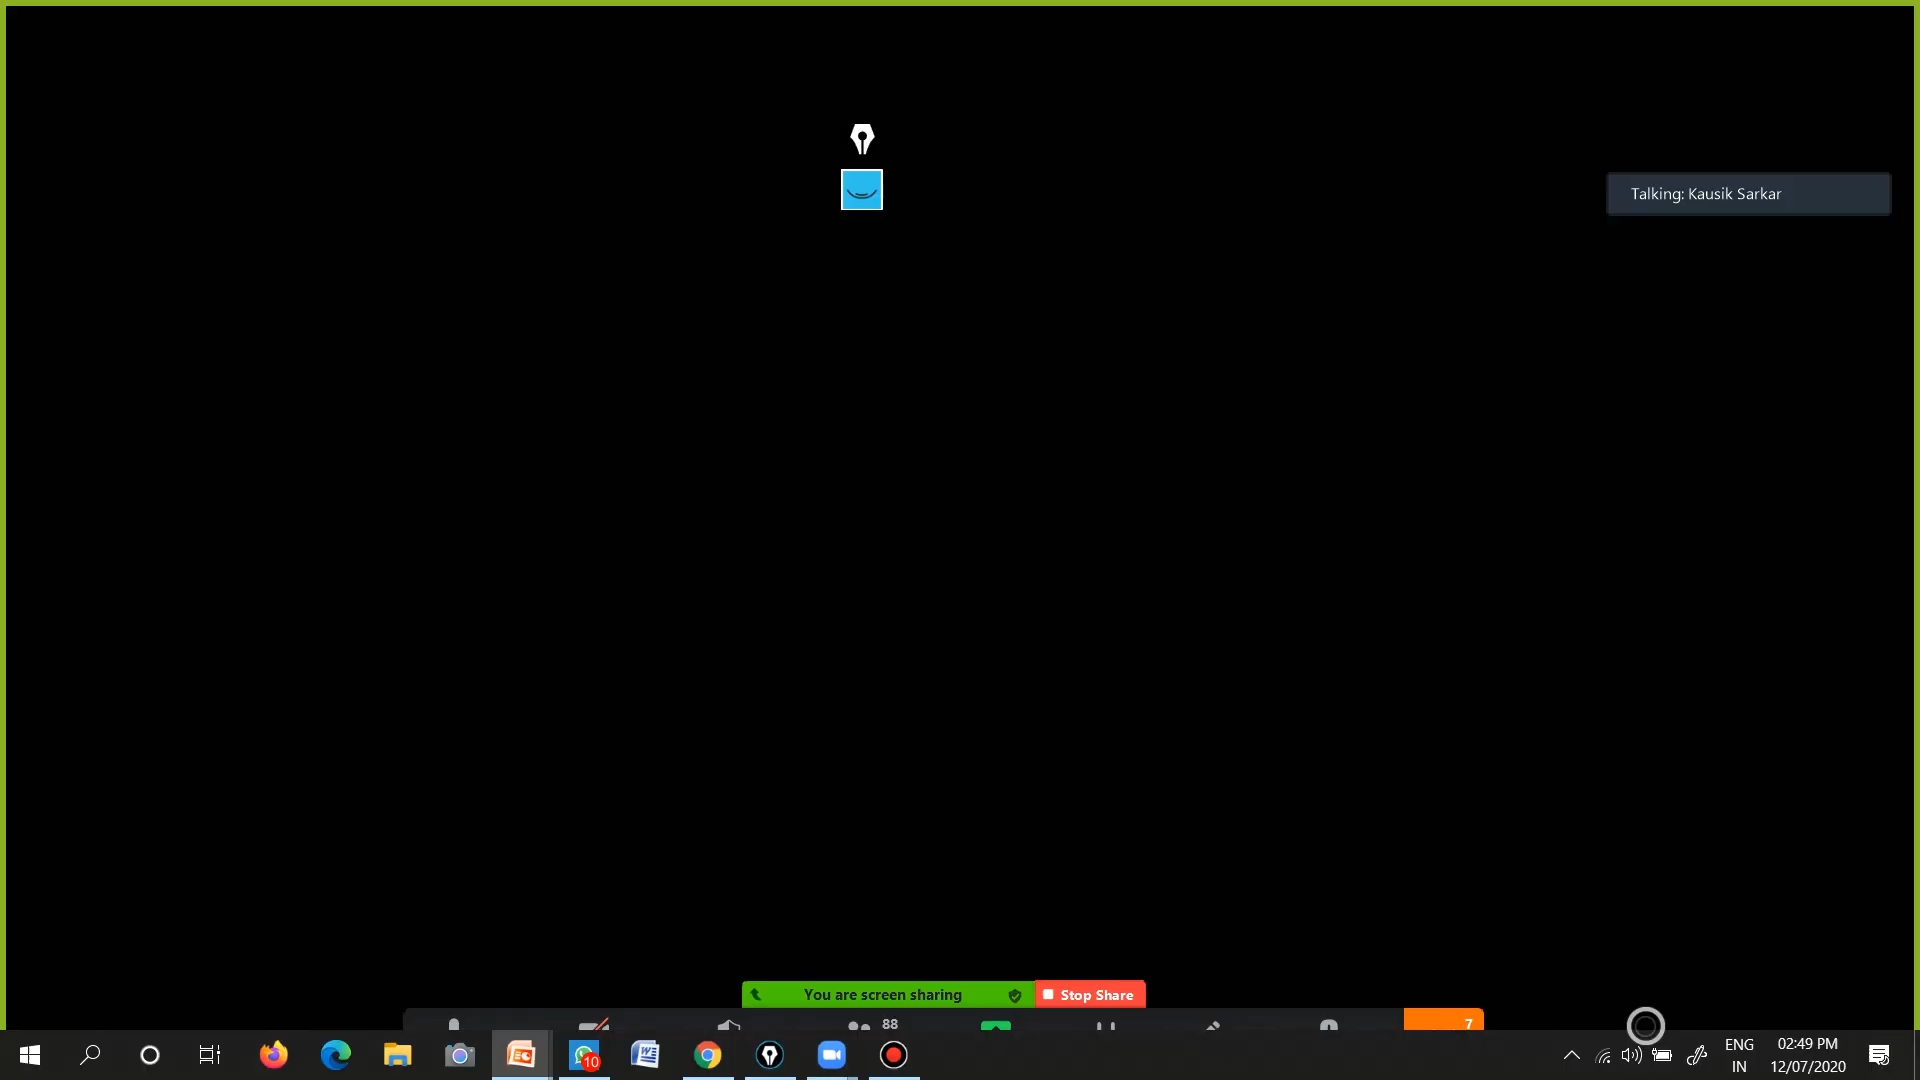 Talking: Kausik Sarkar
You are screen sharing
Stop Share
88
7
10
ENG
IN
02:49 PM
12/07/2020